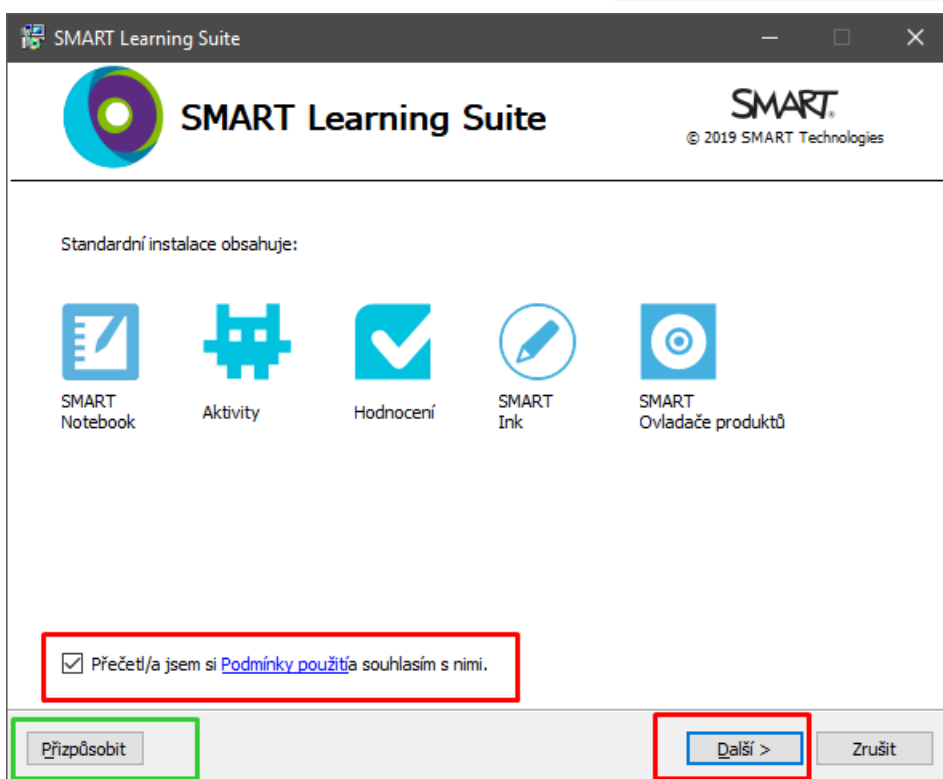 SMART Learning Suite
SMART Learning Suite
SMART
© 2019 SMART Technologies
Standardní instalace obsahuje:
SMART
Notebook
Aktivity
Hodnocení
SMART
Ink
SMART
Ovladače produktů
Přečetl/a jsem si Podmínky použitía souhlasím s nimi.
Přizpůsobit
Další >
Zrušit